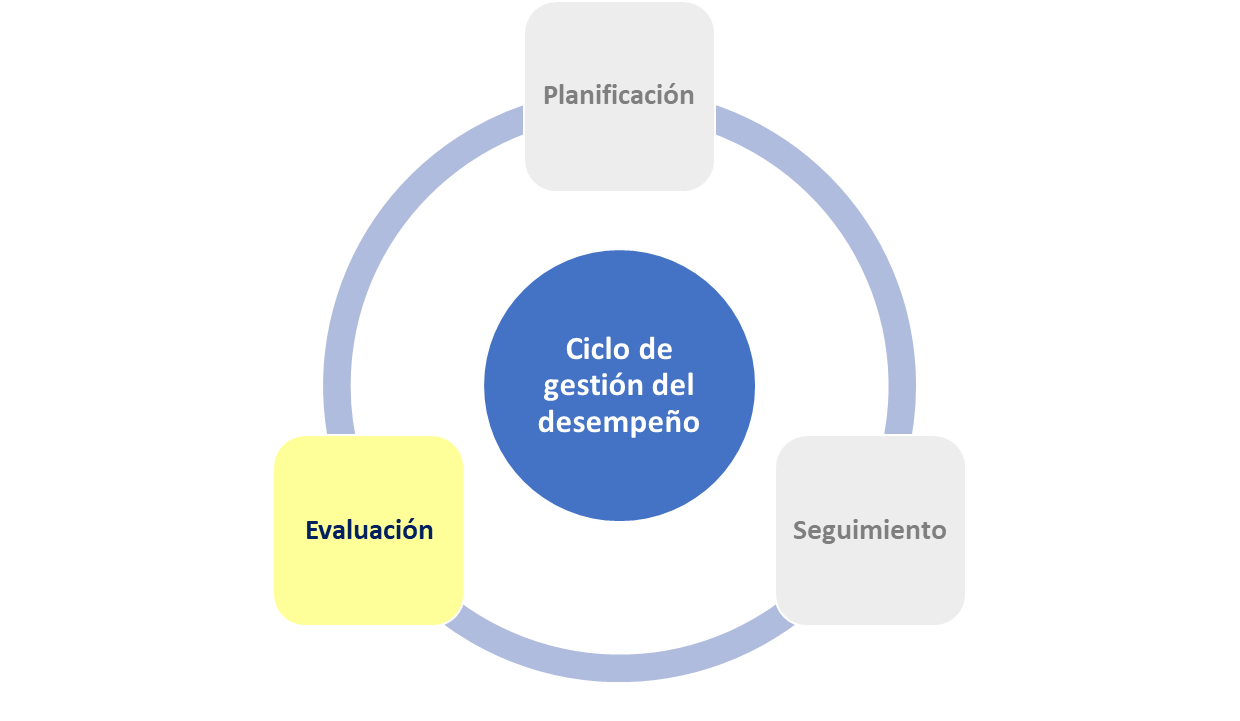 Planificación
Ciclo de
gestión del
desempeño
Evaluación
Seguimiento